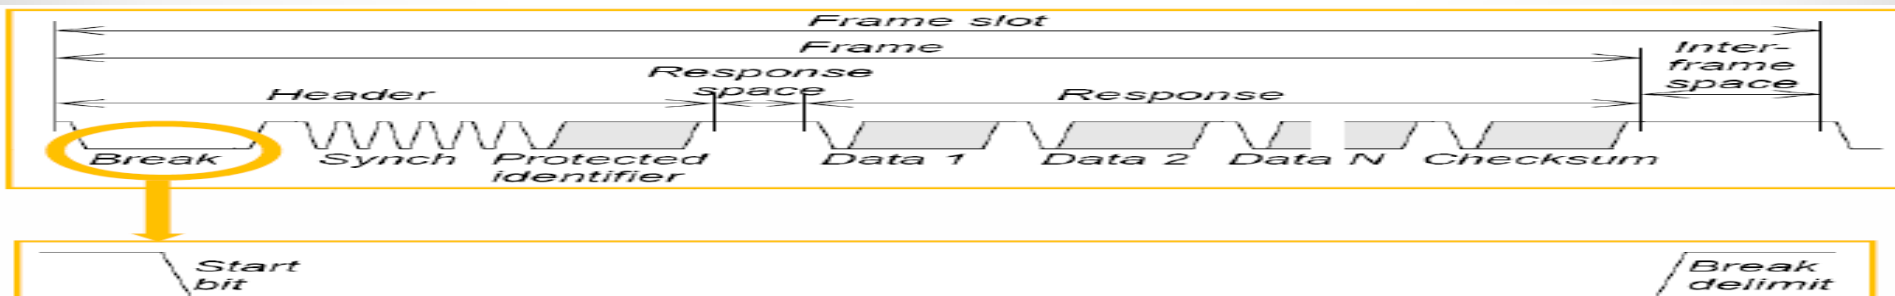 Frame slot
Frame
Inter-
frame
space
Response
space
Header
Response
Break
Synch
Protected
identifier
Data 1
Data 2
Data N
Checksum
Start
bit
Break
delimit